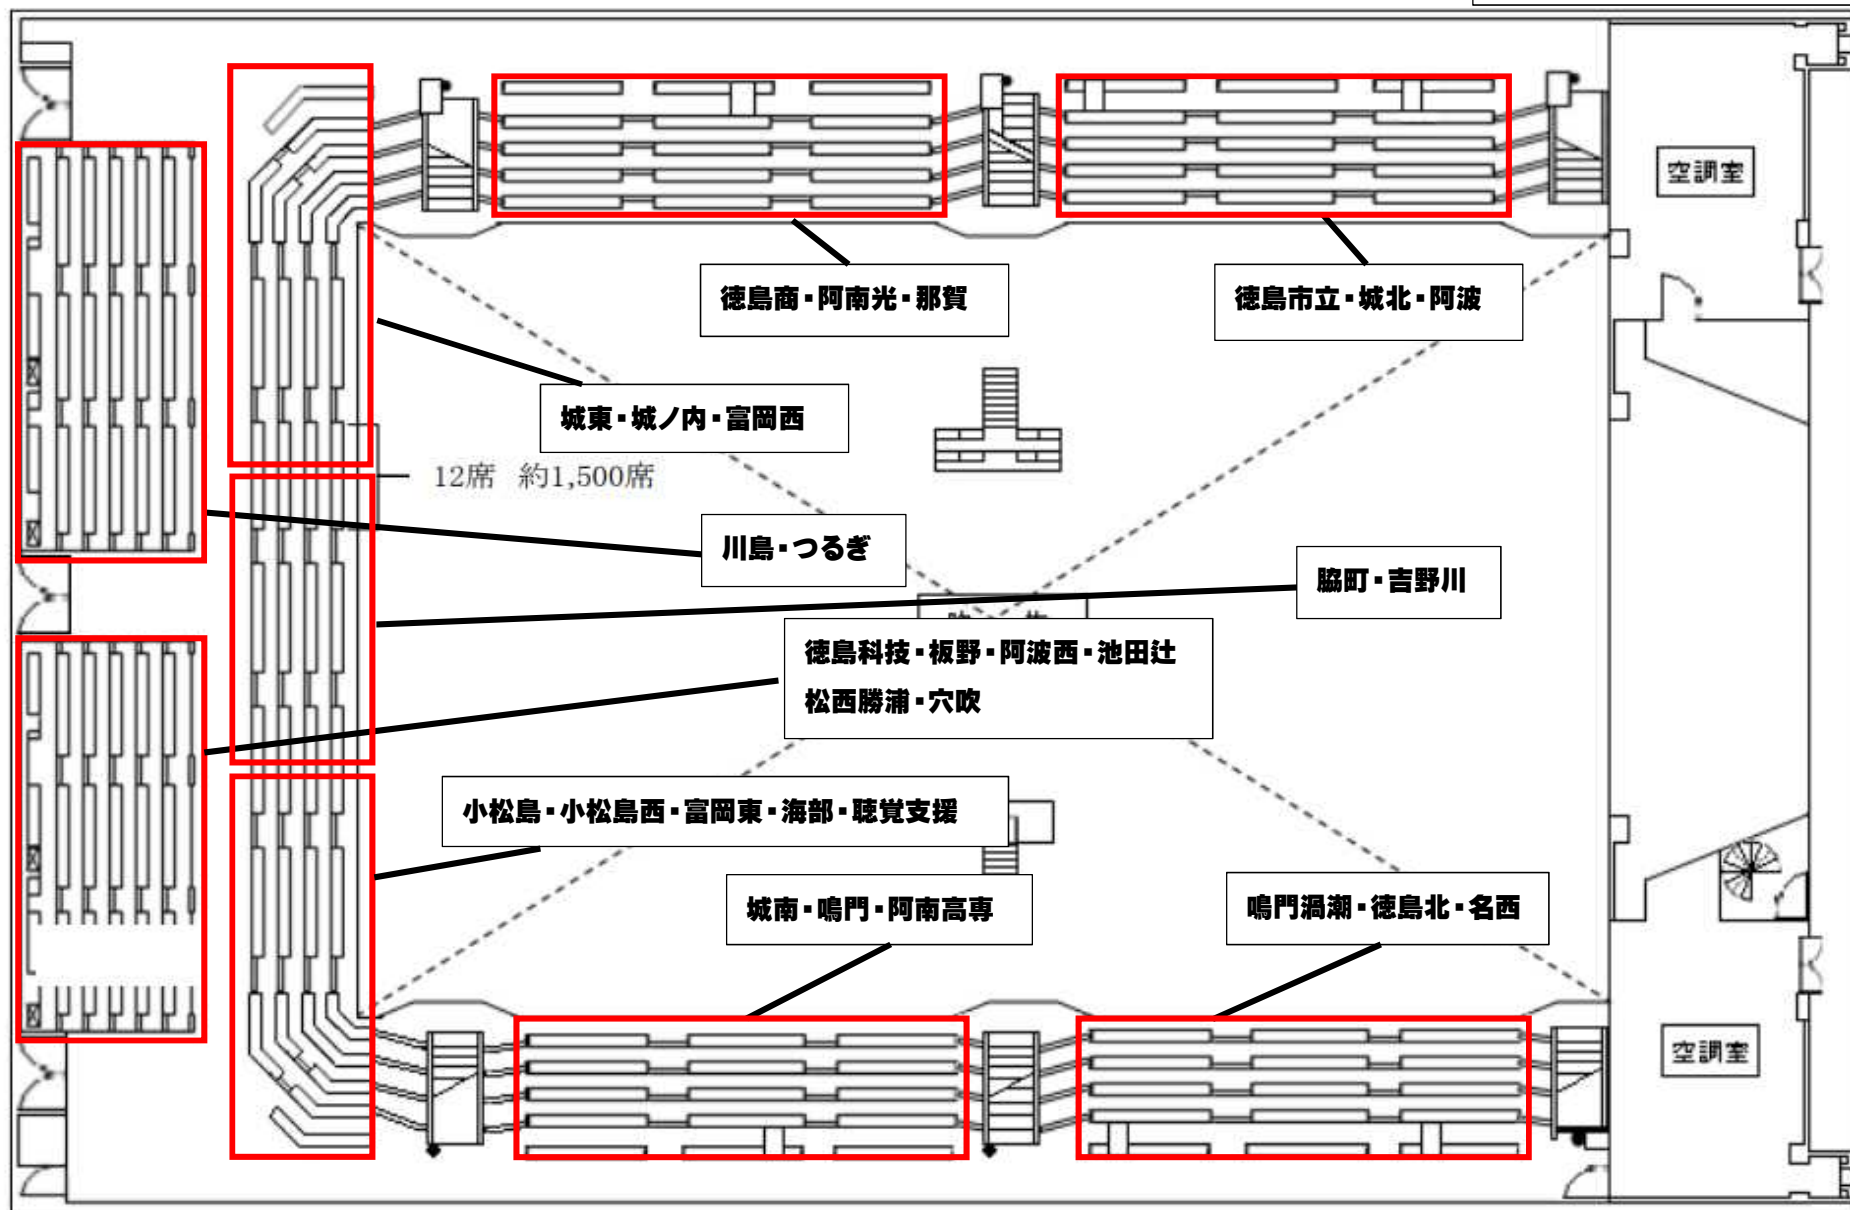 空調室
徳島商・阿南光・那賀
徳島市立・城北・阿波
城東・城ノ内・富岡西
12席 約1,500席
川島・つるぎ
脇町・吉野川
徳島科技・板野・阿波西・池田辻
松西勝浦・穴吹
小松島・小松島西・富岡東・海部・聴覚支援
城南・鳴門・阿南高専
鳴門渦潮・徳島北・名西
空調室